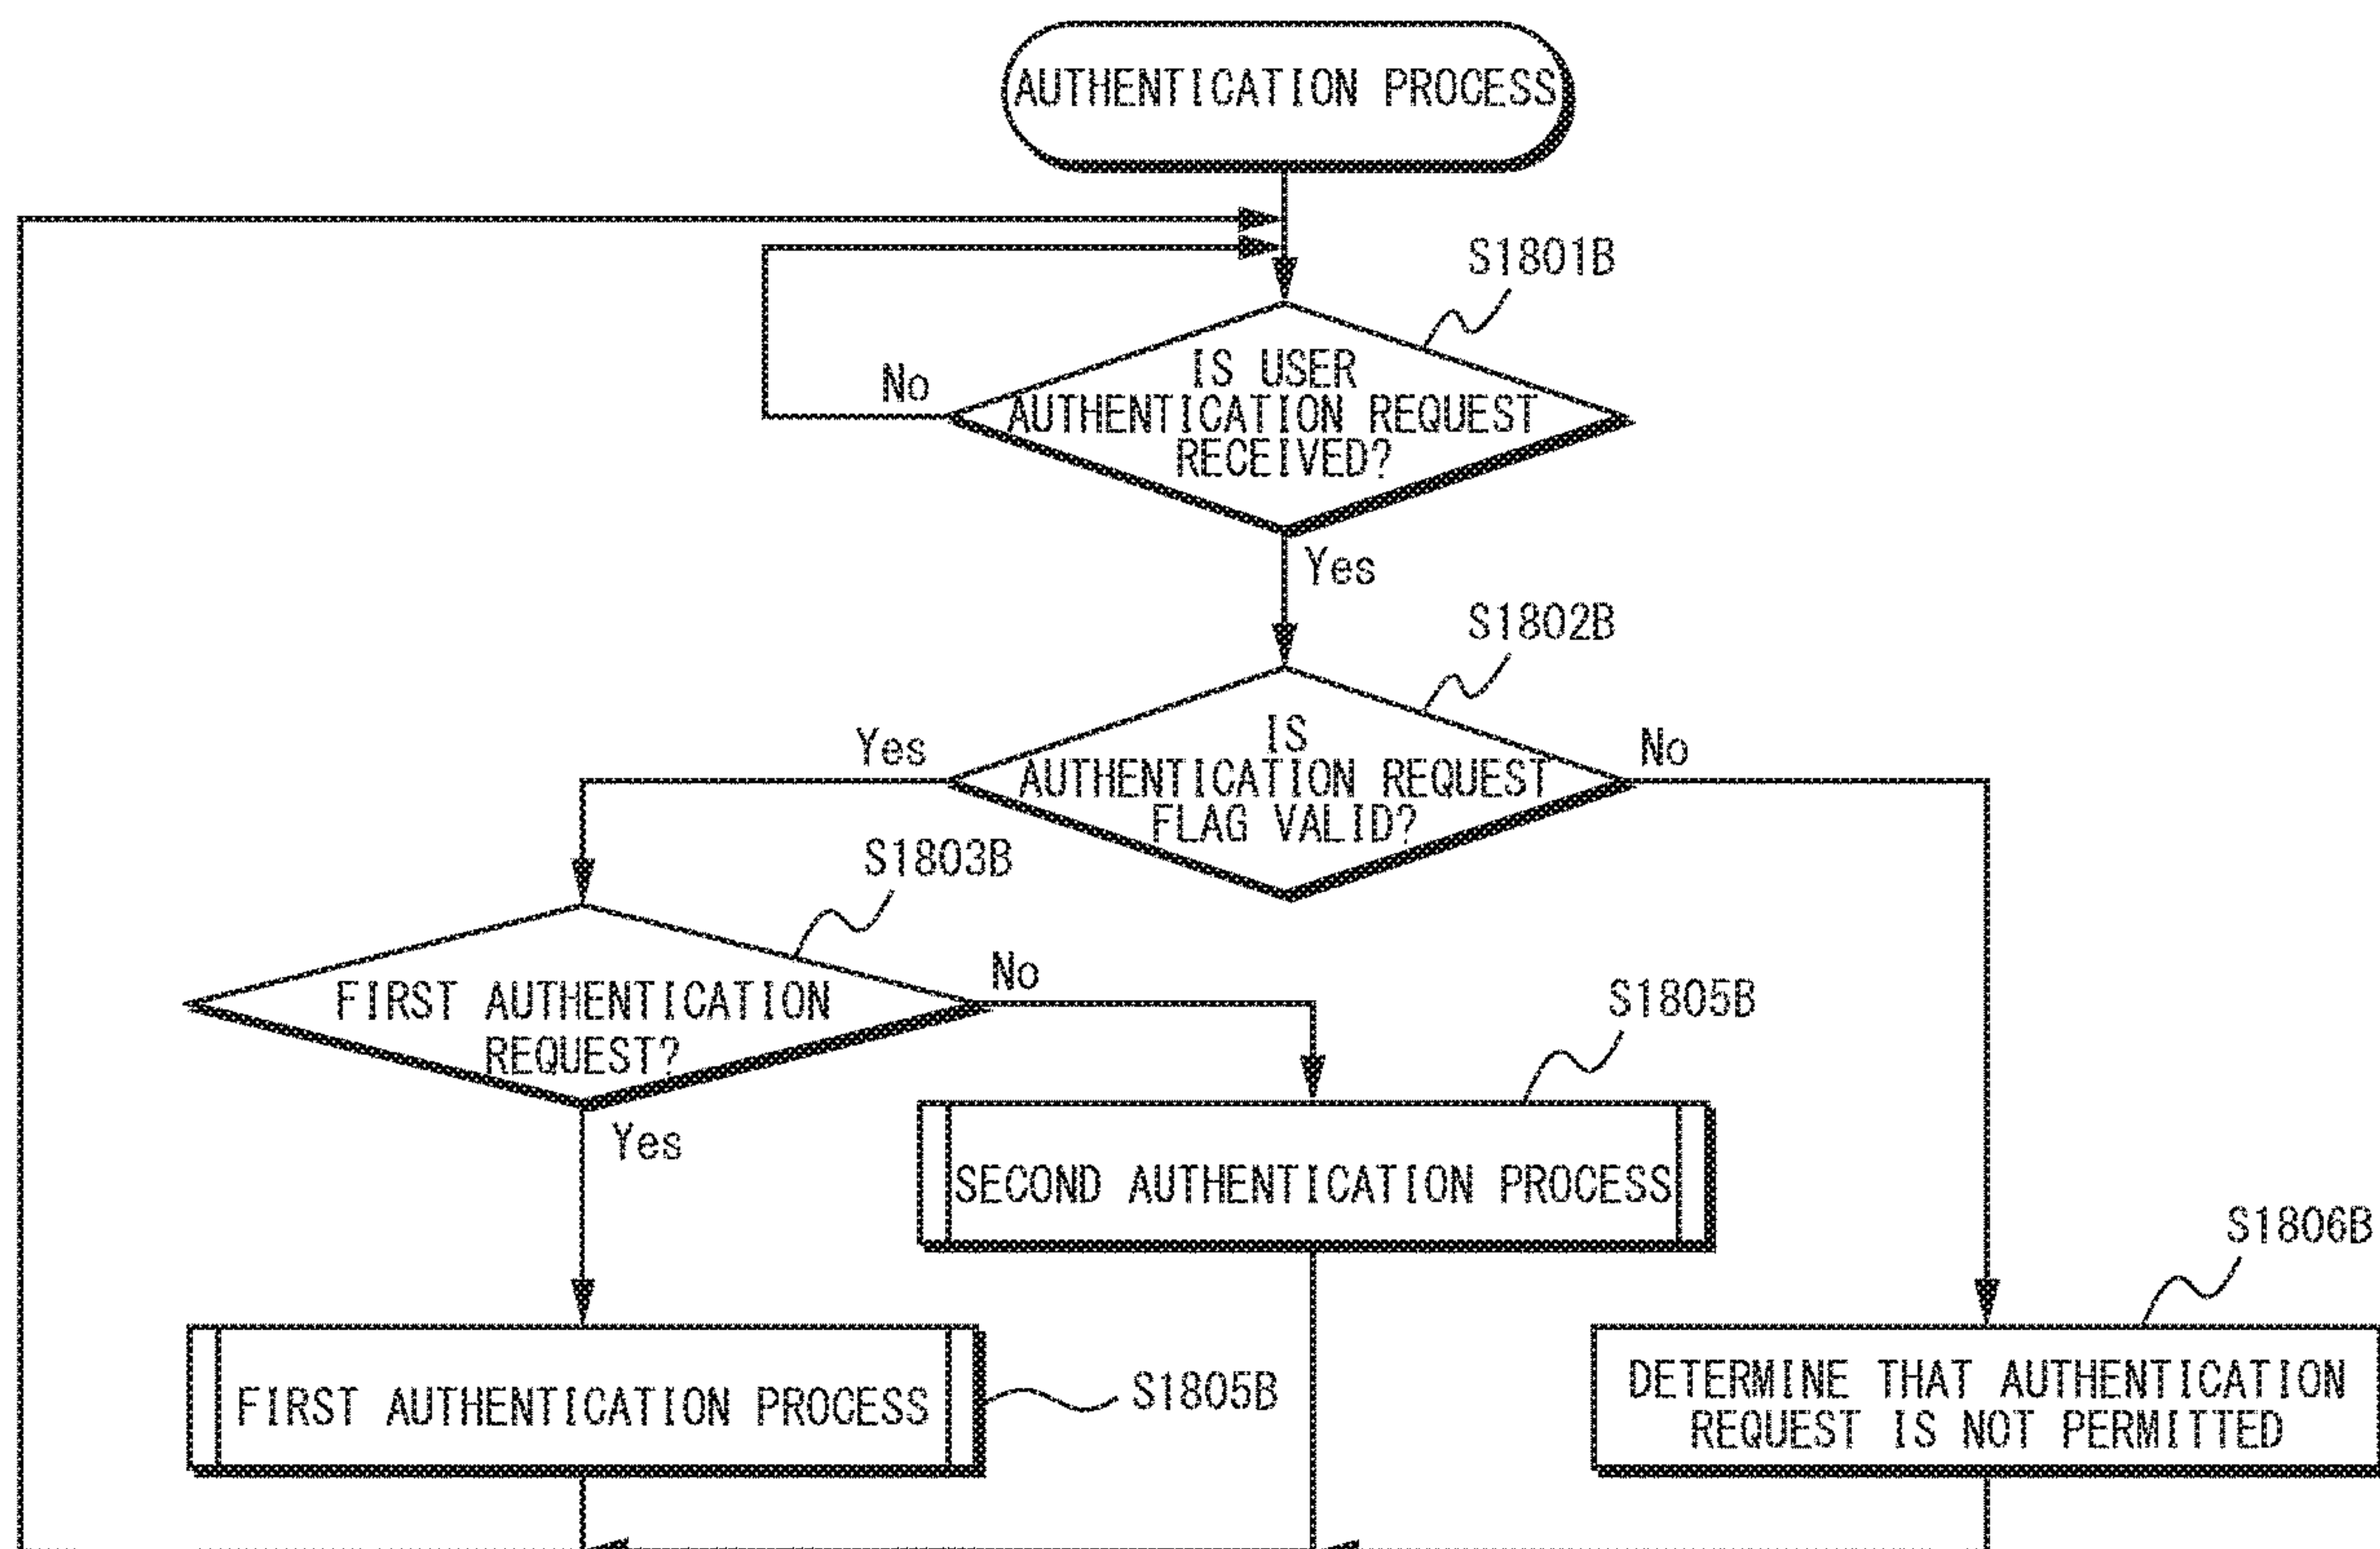 AUTHENTICATION PROCESS
S1801B
IS USER
AUTHENTICATION REQUEST
RECEIVED?
No
Yes
S1802B
IS
AUTHENTICATION REQUEST
FLAG VALID?
Yes
No
S1803B
FIRST AUTHENTICATION
REQUEST?
No
Yes
S1805B
SECOND AUTHENTICATION PROCESS
S1806B
FIRST AUTHENTICATION PROCESS
S1805B
DETERMINE THAT AUTHENTICATION
REQUEST IS NOT PERMITTED